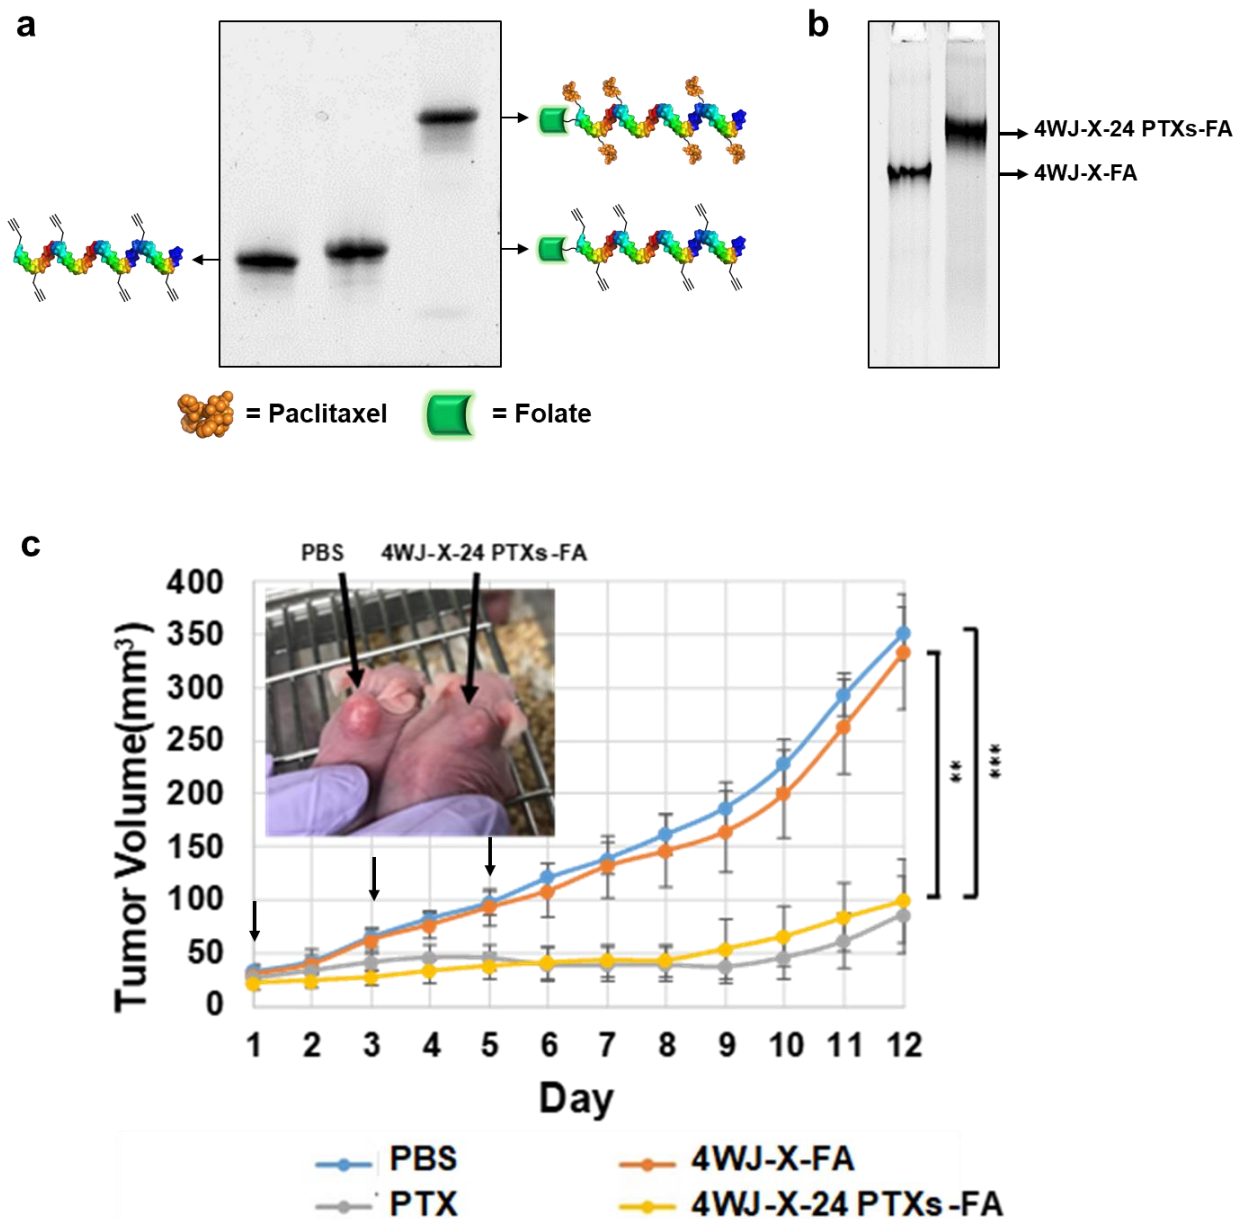 a
b
4WJ-X-24 PTXs-FA
4WJ-X-FA
= Paclitaxel
= Folate
c
PBS
4WJ-X-24 PTXs-FA
400
350
300
250
200
150
100
50
0
Tumor Volume(mm³)
**
***
1 2 3 4 5 6 7 8 9 10 11 12
Day
PBS
4WJ-X-FA
PTX
4WJ-X-24 PTXs-FA